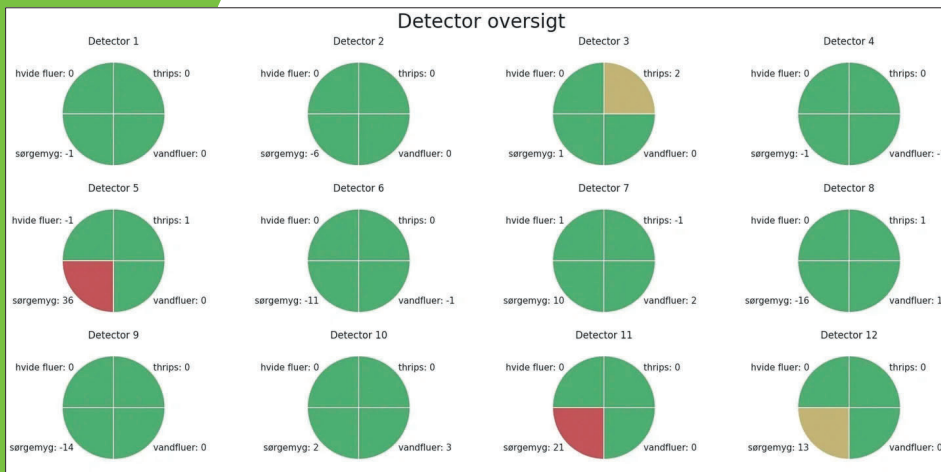 Detector oversigt
Detector 1
hvide fluer: 0
thrips: 0
sørgemyg: -1
vandfluer: 0
Detector 2
hvide fluer: 0
thrips: 0
sørgemyg: -6
vandfluer: 0
Detector 3
hvide fluer: 0
thrips: 2
sørgemyg: 1
vandfluer: 0
Detector 4
hvide fluer: 0
thrips: 0
sørgemyg: -1
vandfluer: -
Detector 5
hvide fluer: -1
thrips: 1
sørgemyg: 36
vandfluer: 0
Detector 6
hvide fluer: 0
thrips: 0
sørgemyg: -11
vandfluer: -1
Detector 7
hvide fluer: 1
thrips: -1
sørgemyg: 10
vandfluer: 2
Detector 8
hvide fluer: 0
thrips: 1
sørgemyg: -16
vandfluer: 1
Detector 9
hvide fluer: 0
thrips: 0
sørgemyg: -14
vandfluer: 0
Detector 10
hvide fluer: 0
thrips: 0
sørgemyg: 2
vandfluer: 3
Detector 11
hvide fluer: 0
thrips: 0
sørgemyg: 21
vandfluer: 0
Detector 12
hvide fluer: 0
thrips: 0
sørgemyg: 13
vandfluer: 0